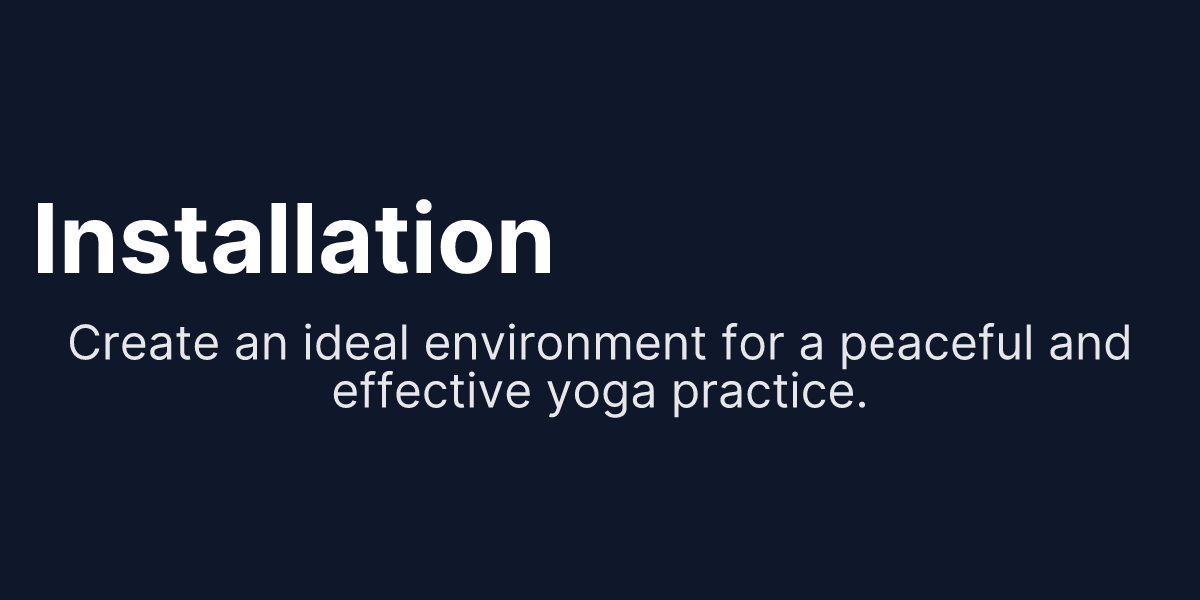 Installation
Create an ideal environment for a peaceful and
effective yoga practice.